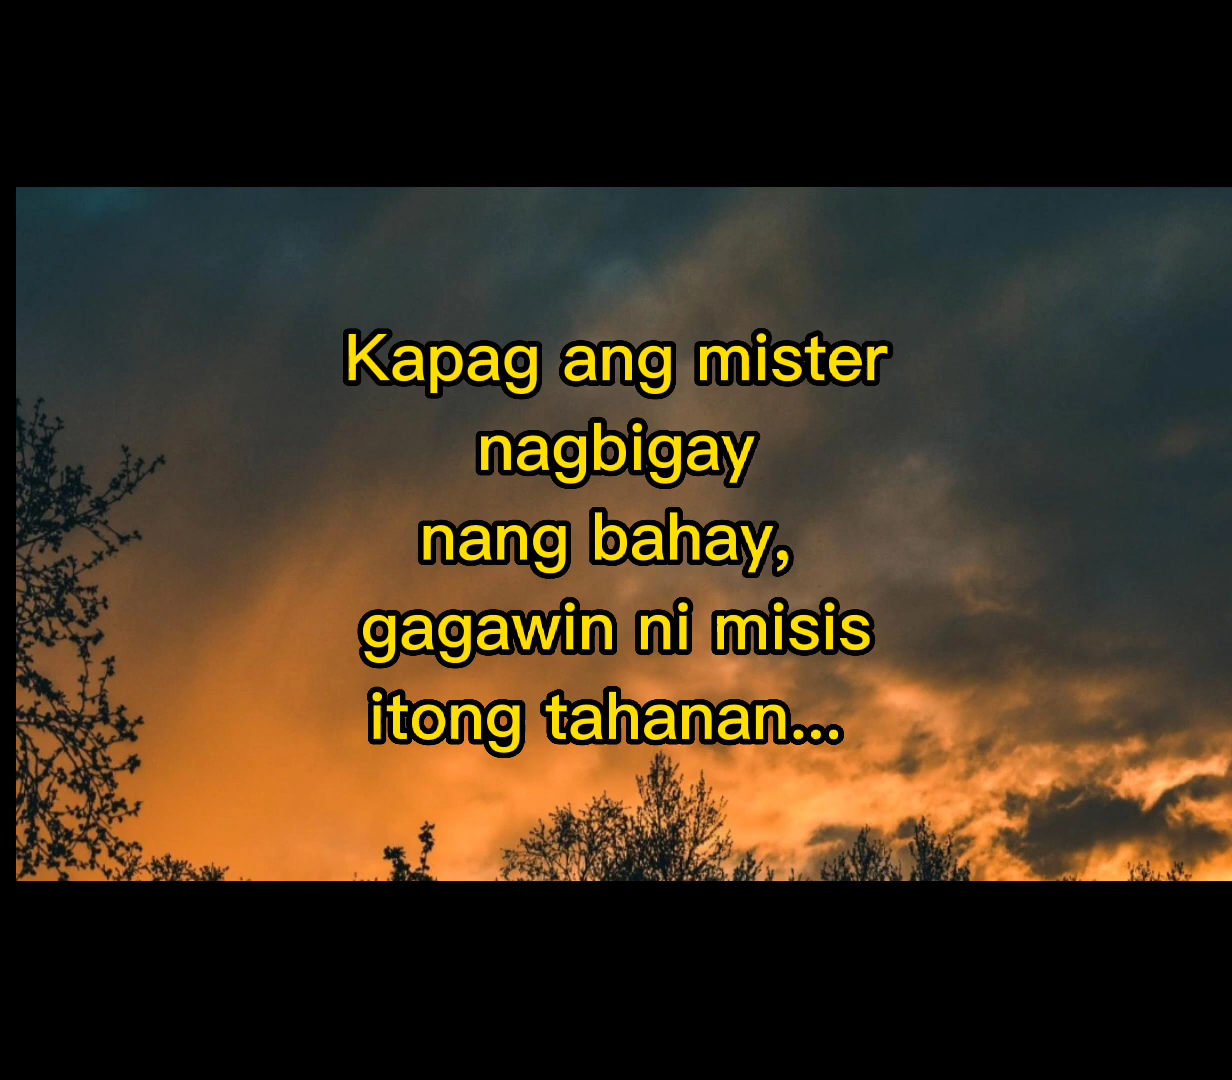 Kapag ang mister
nagbigay
nang bahay,
gagawin ni misis
itong tahanan...